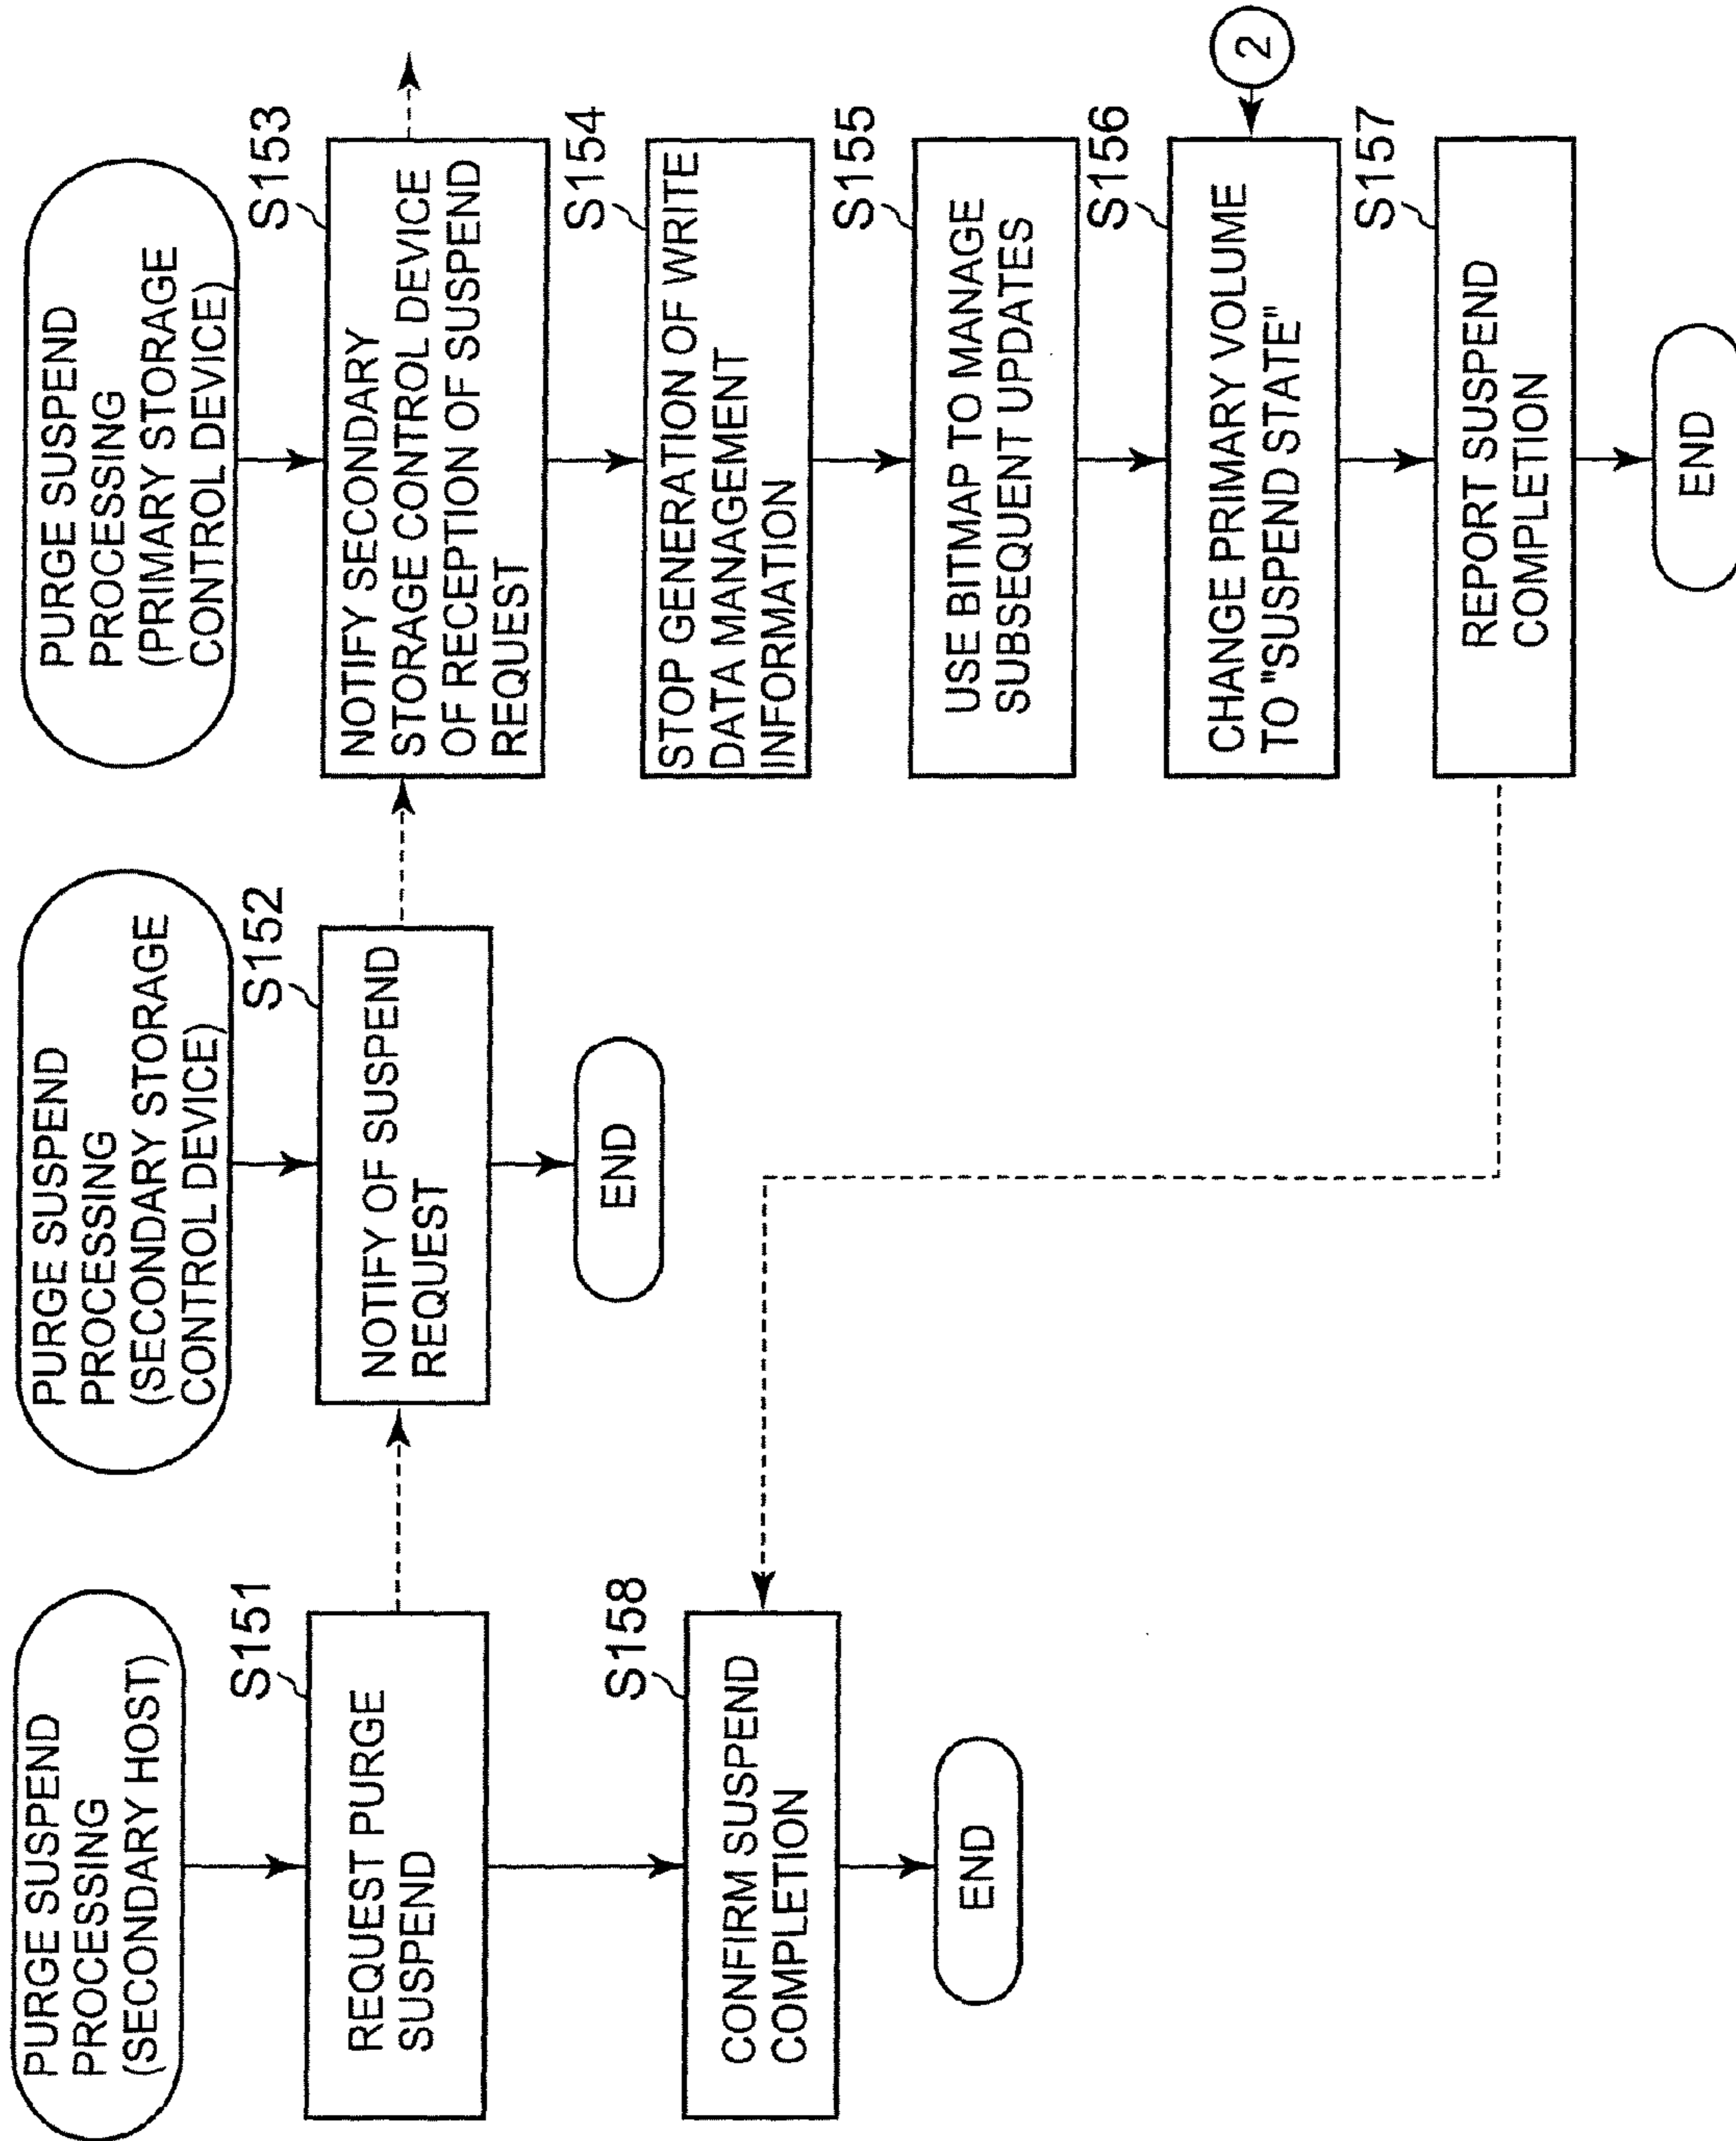 PURGE SUSPEND
PROCESSING
(SECONDARY HOST)
S151
REQUEST PURGE
SUSPEND
S158
CONFIRM SUSPEND
COMPLETION
END
PURGE SUSPEND
PROCESSING
(SECONDARY STORAGE
CONTROL DEVICE)
S152
NOTIFY OF SUSPEND
REQUEST
END
PURGE SUSPEND
PROCESSING
(PRIMARY STORAGE
CONTROL DEVICE)
S153
NOTIFY SECONDARY
STORAGE CONTROL DEVICE
OF RECEPTION OF SUSPEND
REQUEST
S154
STOP GENERATION OF WRITE
DATA MANAGEMENT
INFORMATION
S155
USE BITMAP TO MANAGE
SUBSEQUENT UPDATES
S156
CHANGE PRIMARY VOLUME
TO "SUSPEND STATE"
2
S157
REPORT SUSPEND
COMPLETION
END